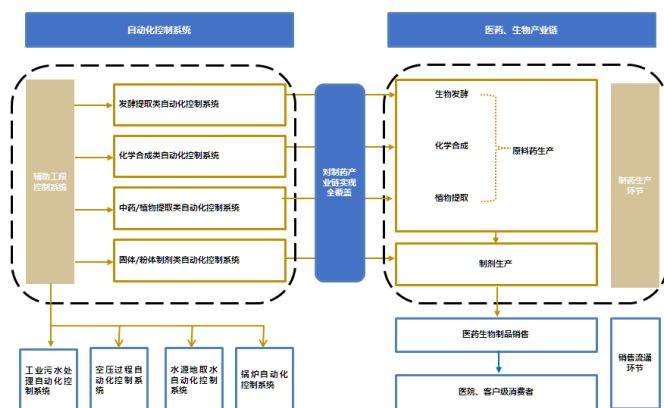 自动化控制系统
医药、生物产业链
辅助工段
控制系统
发酵提取类自动化控制系统
化学合成类自动化控制系统
中药/植物提取类自动化控制系统
固体/粉体制剂类自动化控制系统
对制药产
业链实现
全覆盖
生物发酵
化学合成
植物提取
原料药生产
制剂生产
制药生产
环节
医药生物制品销售
医院、客户级消费者
销售流通
环节
工业污水处
理自动化控
制系统
空压过程自
动化控制系
统
水源地取水
自动化控制
系统
锅炉自动化
控制系统